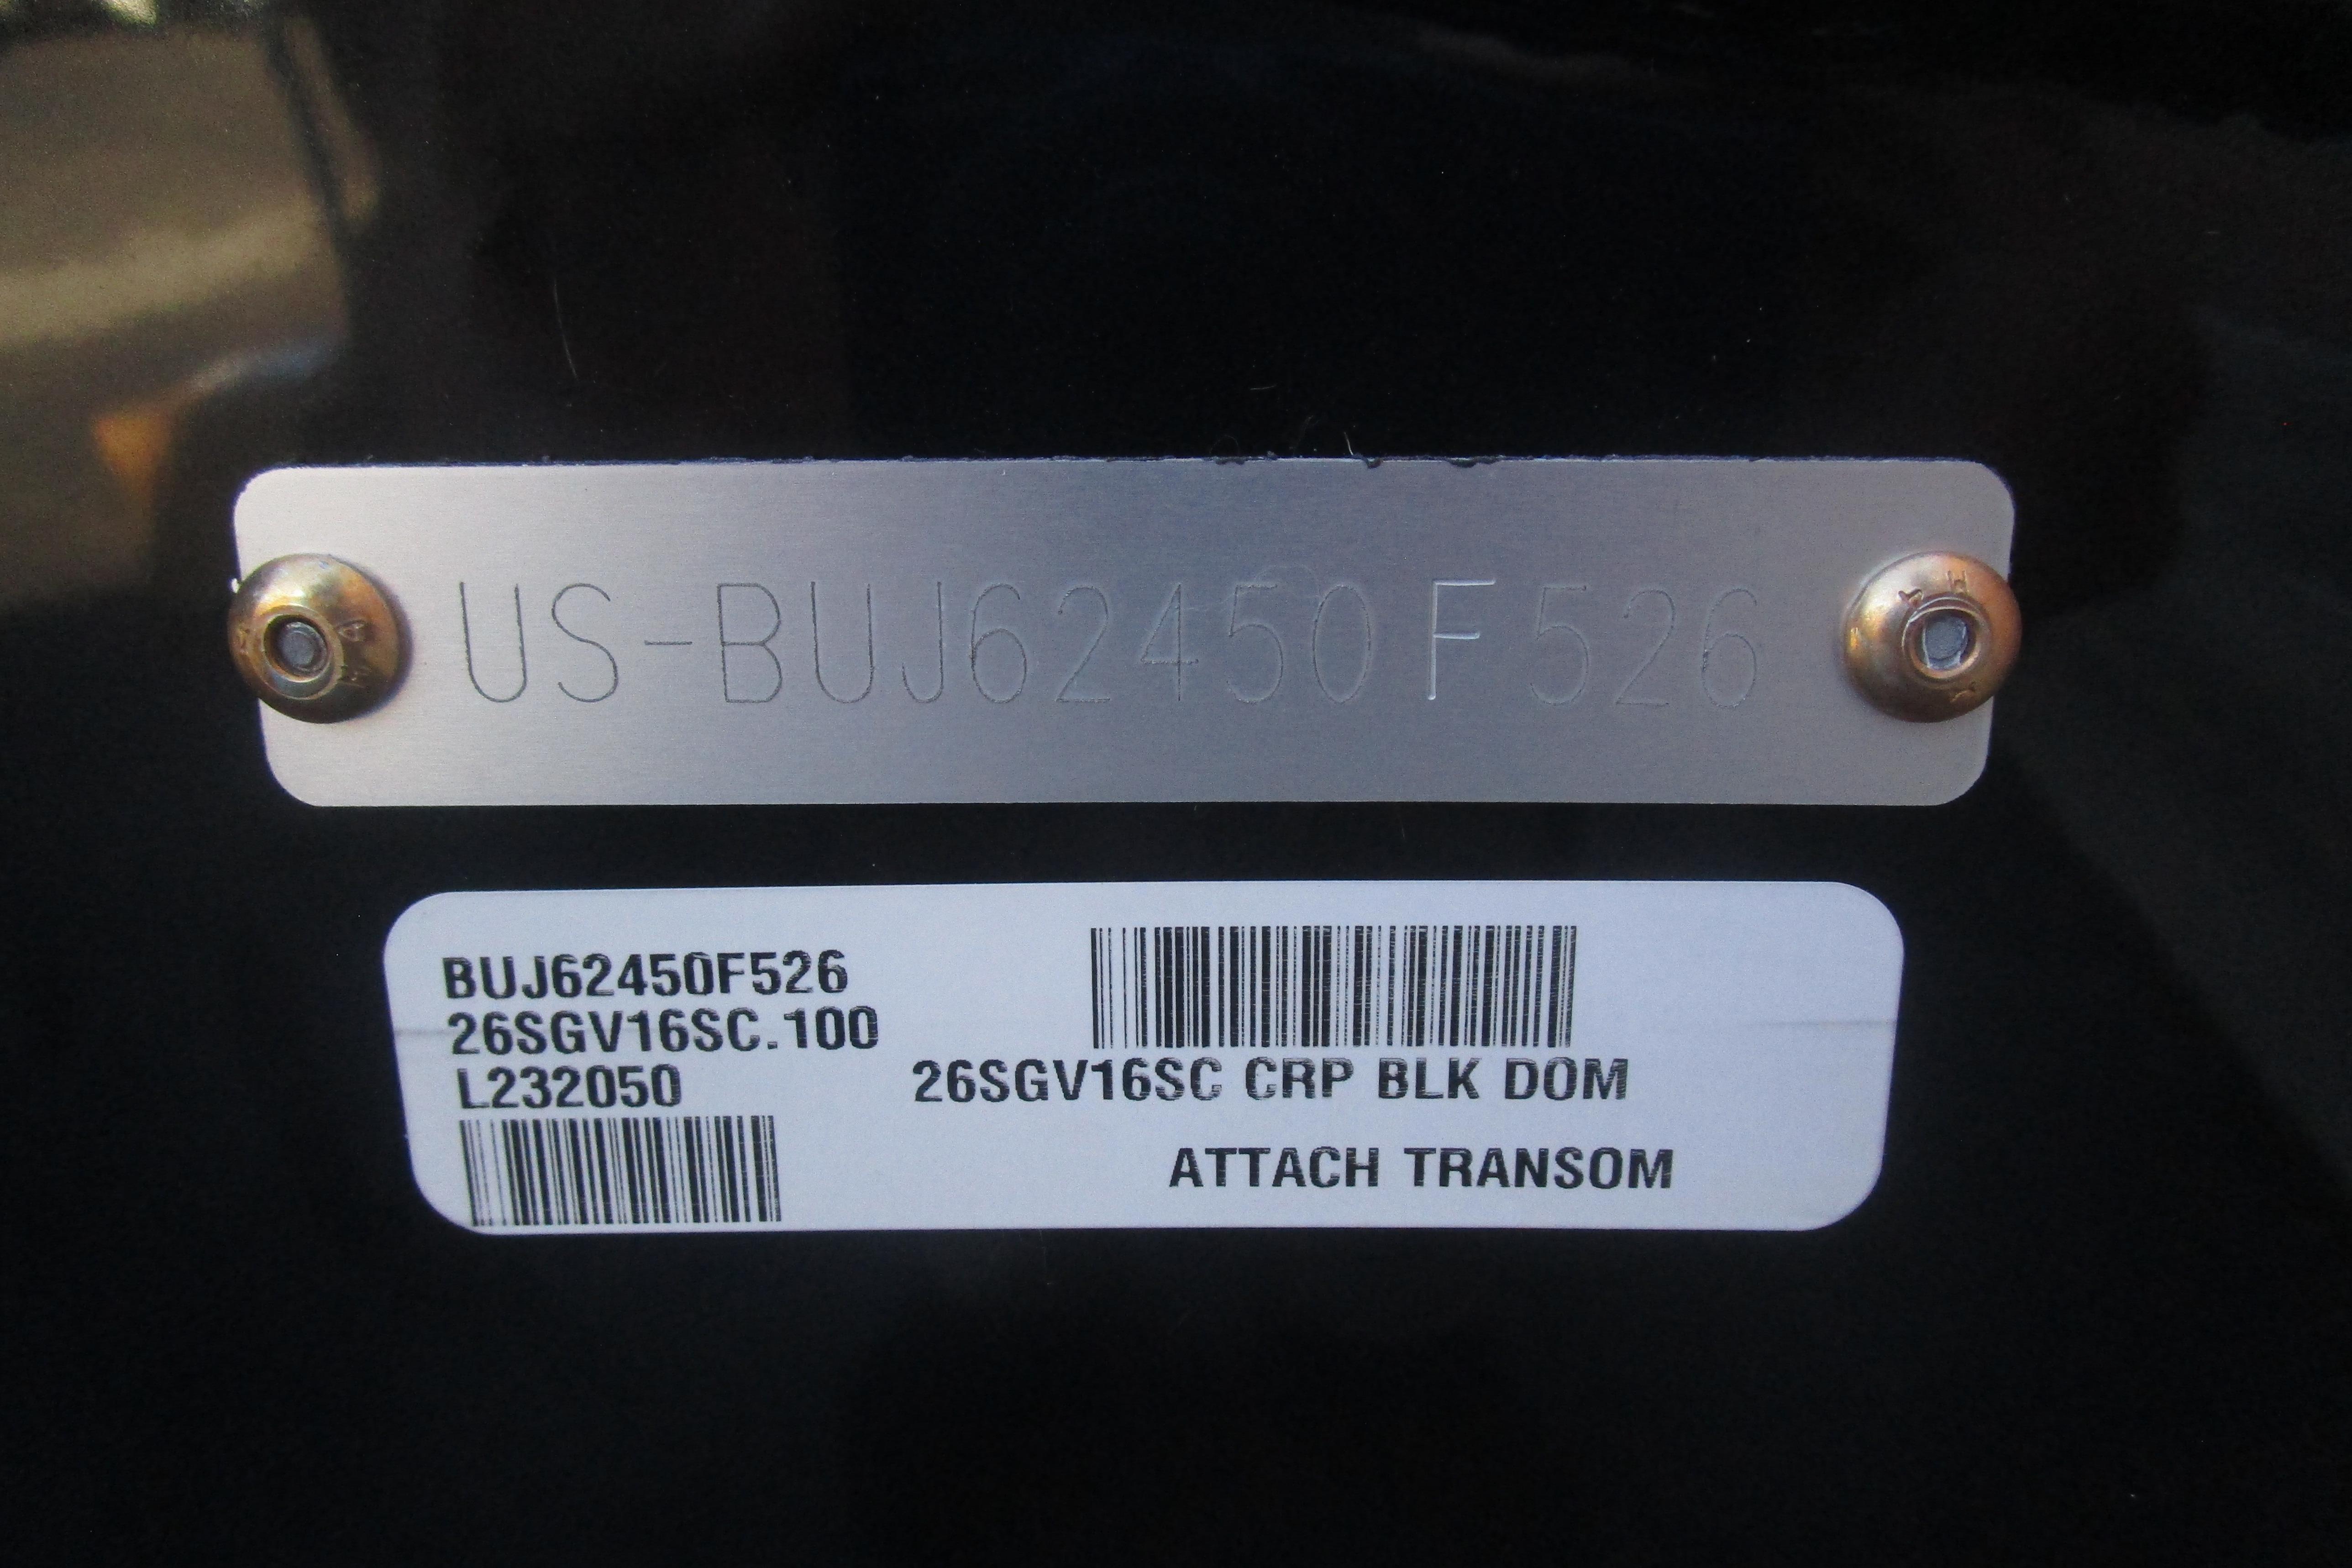 US-BUJ62450F526
BUJ62450F526
26SGV16SC.100
L232050
26SGV16SC CRP BLK DOM
ATTACH TRANSOM